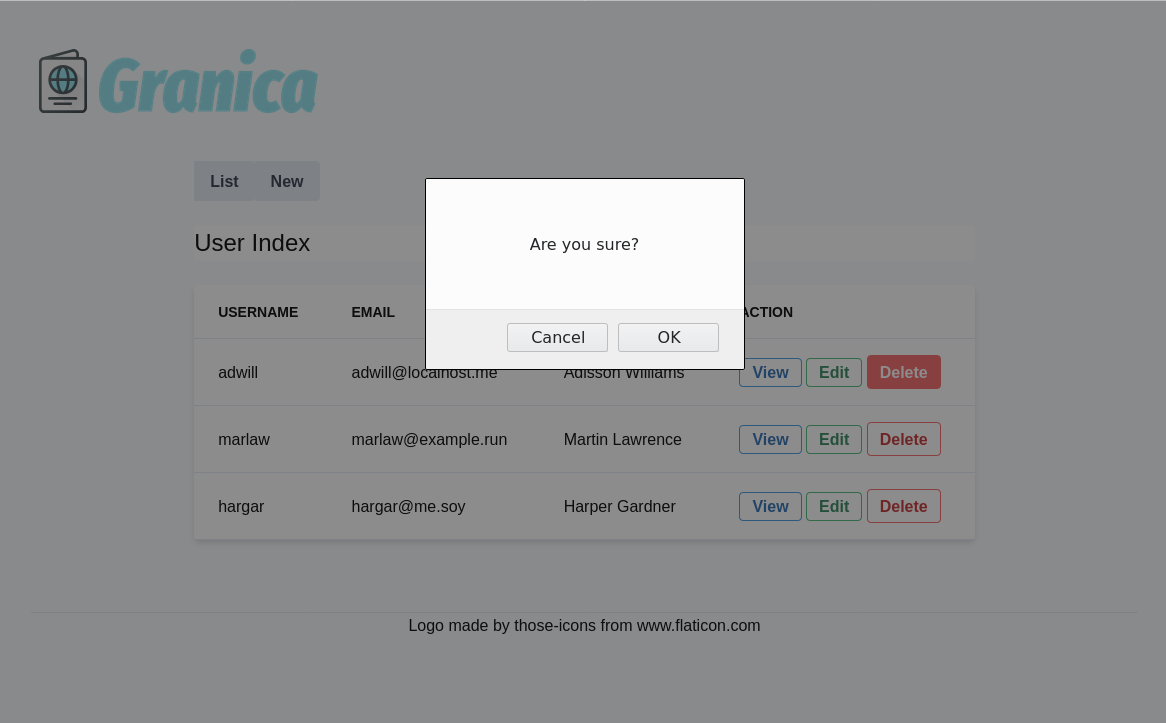 Granica
List New
User Index
Are you sure?
Cancel OK
USERNAME EMAIL ACTION
adwill adwill@localhost.me Adisson Williams View Edit Delete
marlaw marlaw@example.run Martin Lawrence View Edit Delete
hargar hargar@me.soy Harper Gardner View Edit Delete
Logo made by those-icons from www.flaticon.com